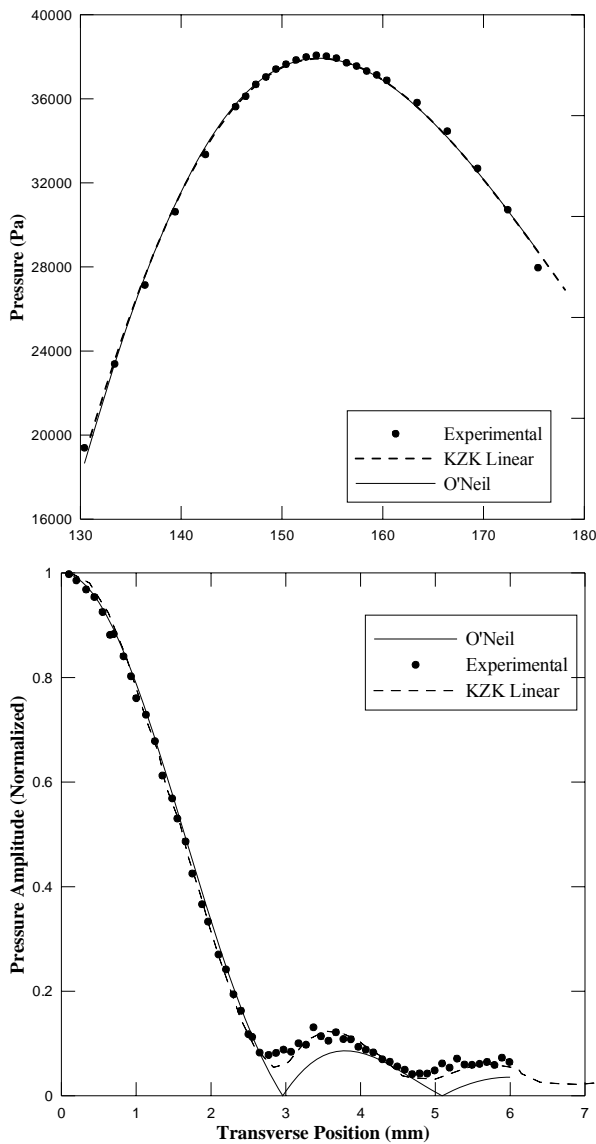 40000
36000
32000
28000
24000
20000
16000
Pressure (Pa)
Experimental
KZK Linear
O'Neil
130 140 150 160 170 180
1
0.8
0.6
0.4
0.2
0
Pressure Amplitude (Normalized)
O'Neil
Experimental
KZK Linear
0 1 2 3 4 5 6 7
Transverse Position (mm)